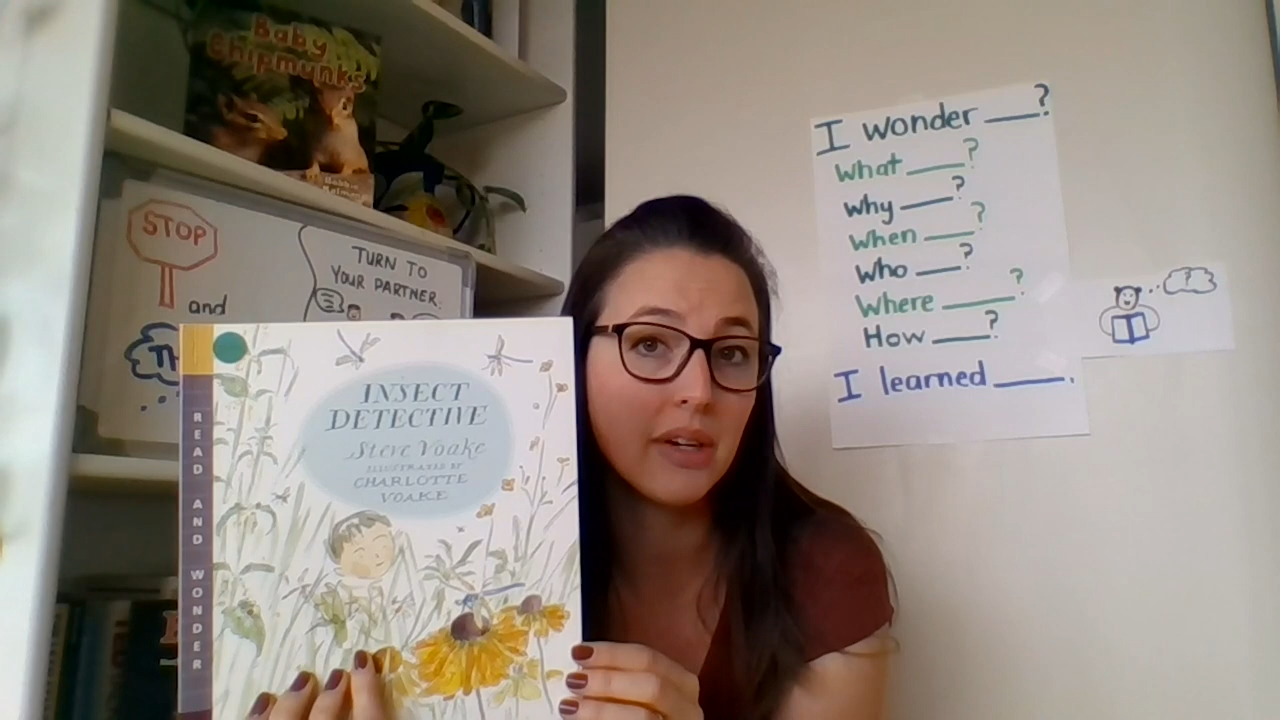 Baby
Chipmunks
STOP
and
TURN TO
YOUR PARTNER
READ AND WONDER
INSECT
DETECTIVE
Steve Voake
ILLUSTRATED BY
CHARLOTTE
VOAKE
I wonder ___?
What ___?
Why ___?
When ___?
Who ___?
Where ___?
How ___?
I learned ___.
?